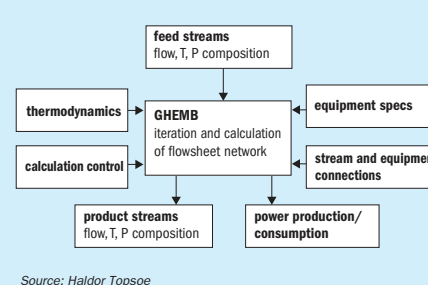 feed streams
flow, T, P composition
thermodynamics
GHEMB
iteration and calculation
of flowsheet network
equipment specs
calculation control
stream and equipmen
connections
product streams
flow, T, P composition
power production/
consumption
Source: Haldor Topsoe